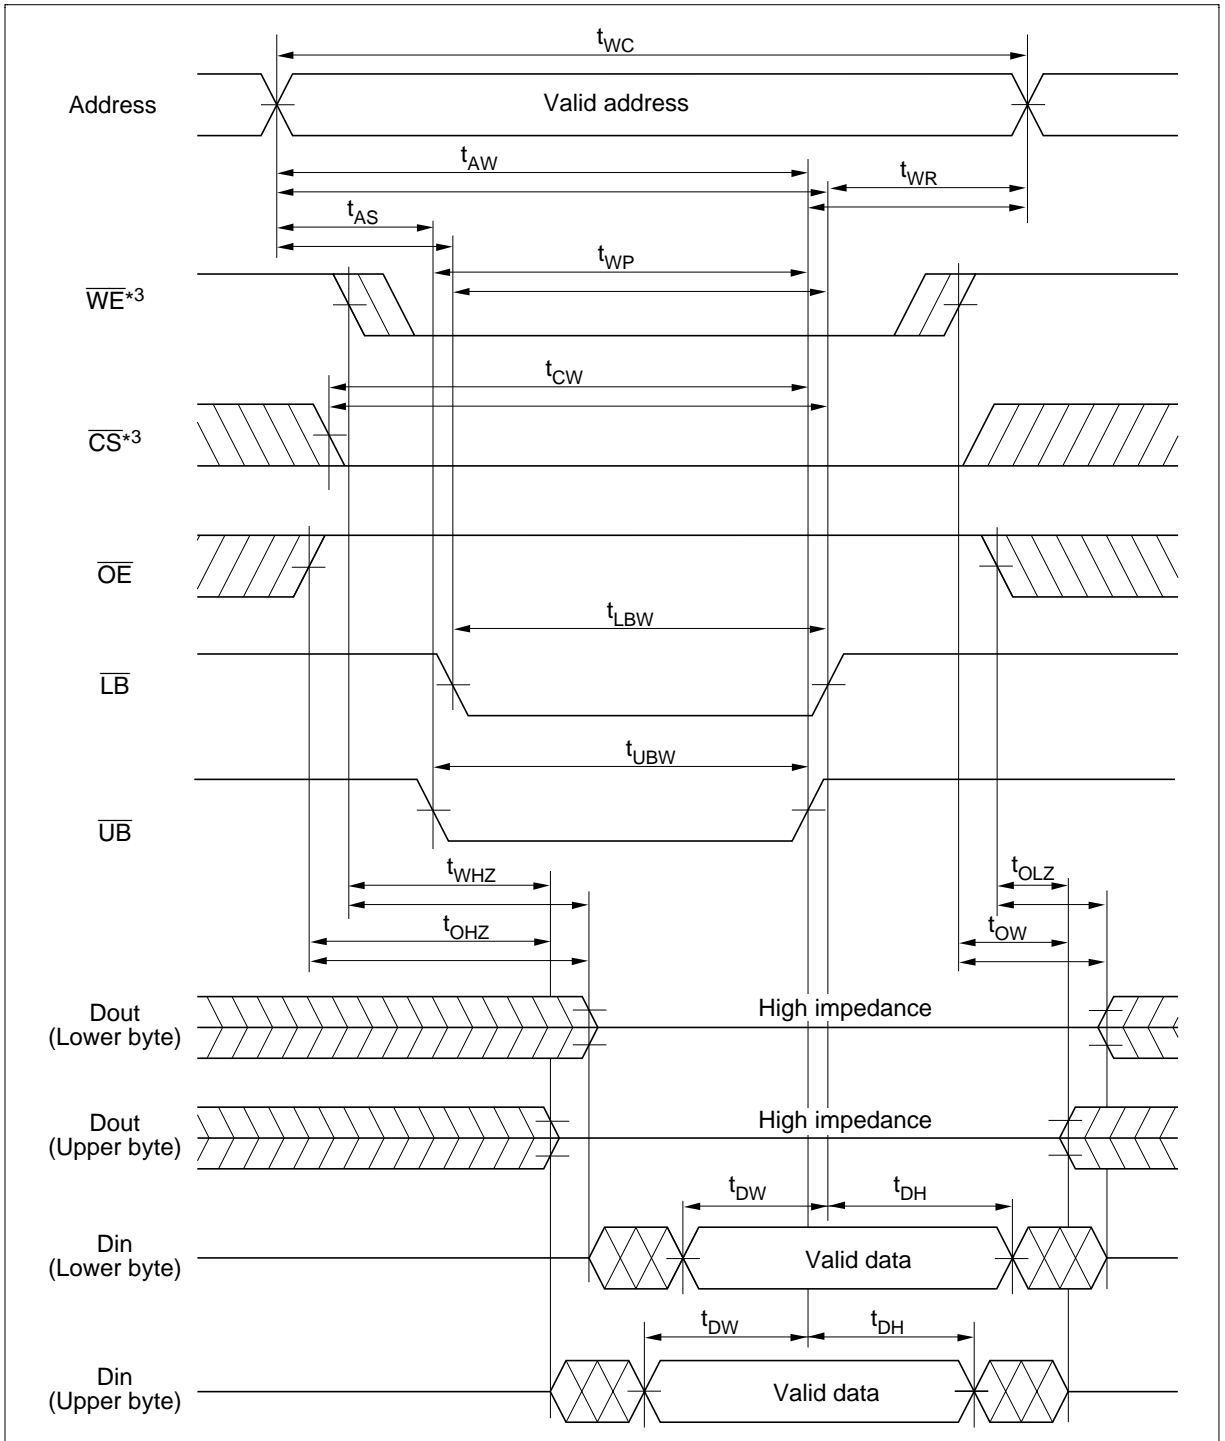 tWC
Address
Valid address
tAW
tWR
tAS
tWP
WE*3
tCW
CS*3
OE
tLBW
LB
tUBW
UB
tWHZ
tOLZ
tOHZ
tOW
Dout
(Lower byte)
High impedance
Dout
(Upper byte)
High impedance
tDW
tDH
Din
(Lower byte)
Valid data
tDW
tDH
Din
(Upper byte)
Valid data